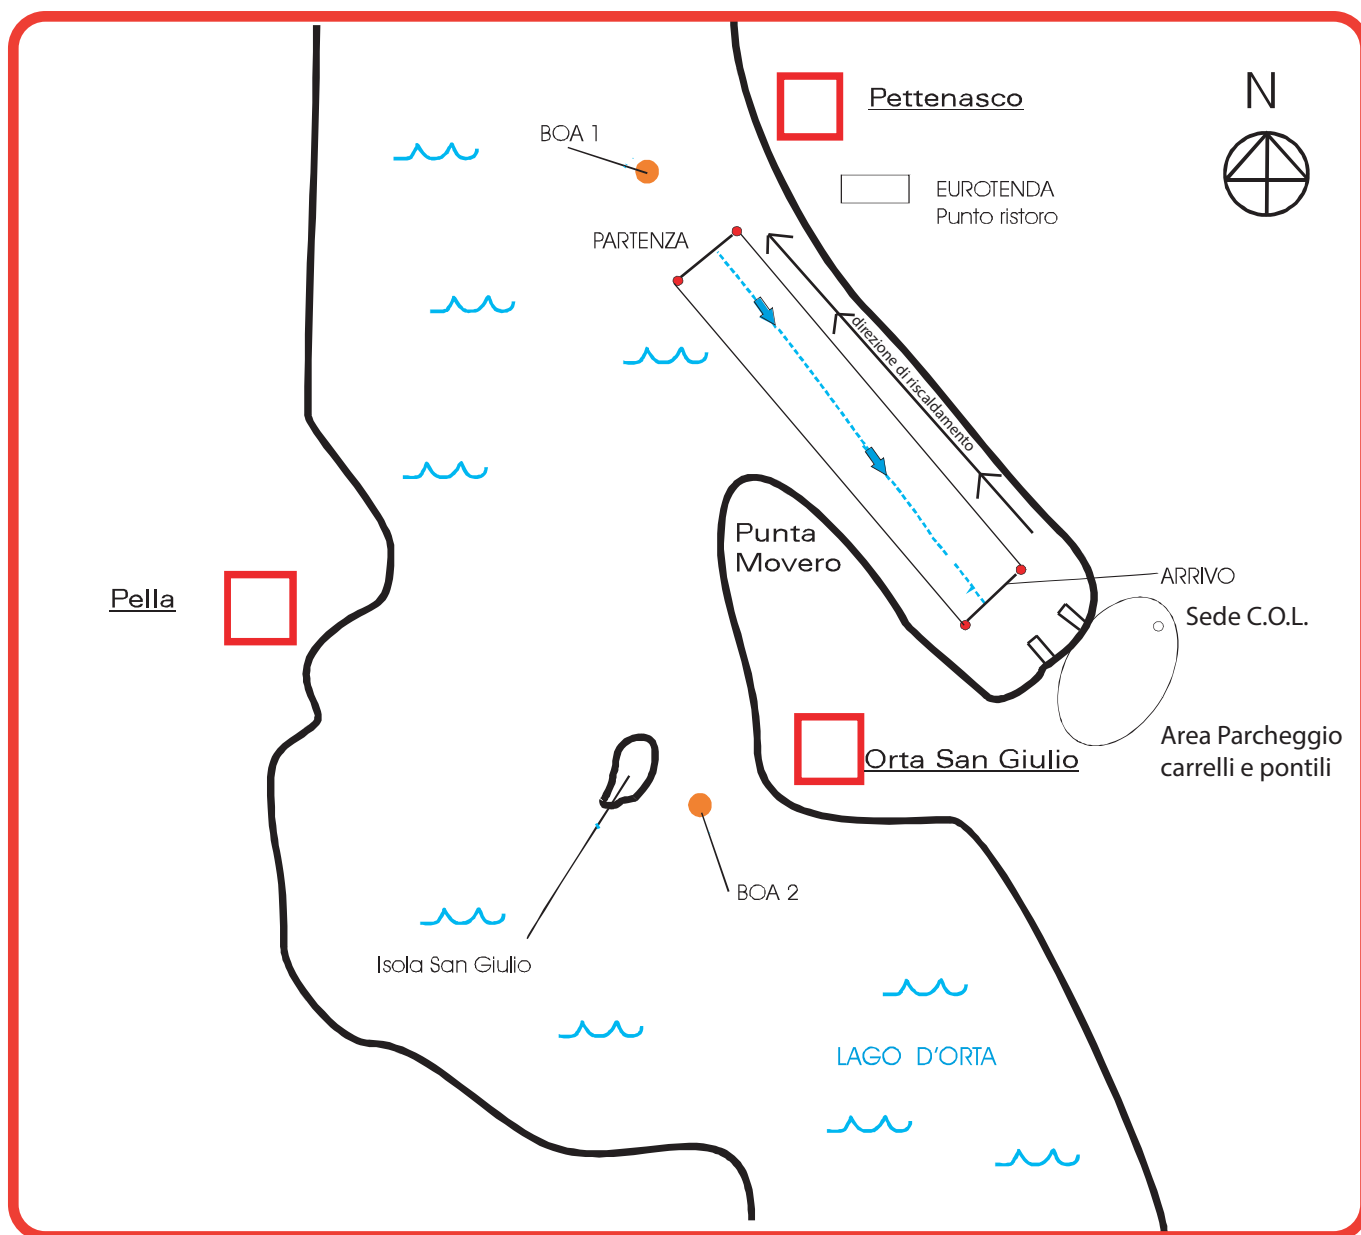 N
Pettenasco
BOA 1
EUROTENDA
Punto ristoro
PARTENZA
direzione di riscaldamento
Punta
Movero
ARRIVO
Pella
Sede C.O.L.
Area Parcheggio
carrelli e pontili
Orta San Giulio
BOA 2
Isola San Giulio
LAGO D'ORTA